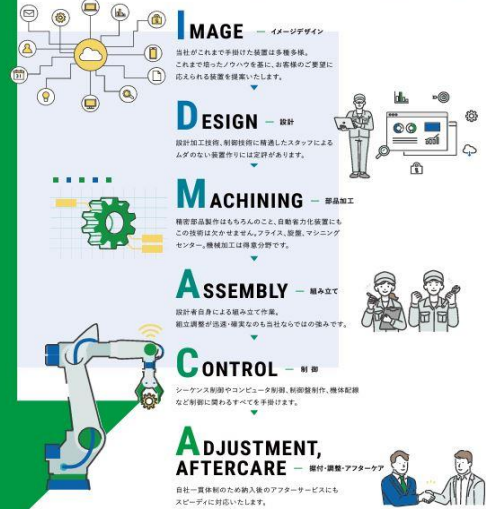 IMAGE — イメージデザイン
当社がこれまで手掛けた装置は多種多様。
これまで培ったノウハウを基に、お客様のご要望に
応えられる装置を提案いたします。
DESIGN — 設計
設計加工技術、制御技術に精通したスタッフによる
ムダのない装置作りには定評があります。
MACHINING — 部品加工
精密部品製作はもちろんのこと、自動省力化装置にも
この技術は欠かせません。フライス、旋盤、マシニング
センター。機械加工は得意分野です。
ASSEMBLY — 組み立て
設計者自身による組み立て作業。
組立調整が迅速・確実なのも当社ならではの強みです。
CONTROL — 制御
シーケンス制御やコンピュータ制御、制御盤制作、機体配線
など制御に関わるすべてを手掛けます。
ADJUSTMENT,
AFTERCARE — 据付・調整・アフターケア
自社一貫体制のため納入後のアフターサービスにも
スピーディに対応いたします。
31